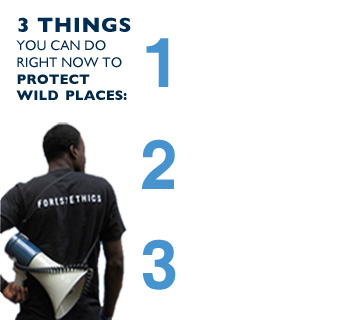 3 THINGS
YOU CAN DO
RIGHT NOW TO
PROTECT
WILD PLACES:
1
2
3
FORESTETHICS